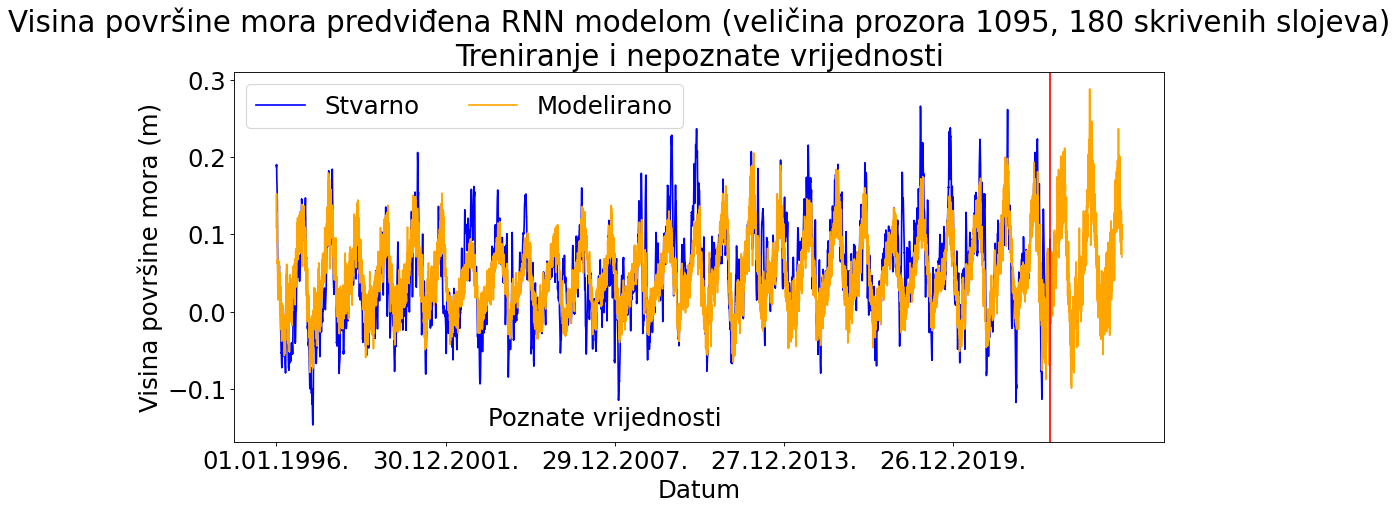 Visina površine mora predviđena RNN modelom (veličina prozora 1095, 180 skrivenih slojeva)
Treniranje i nepoznate vrijednosti
Stvarno Modelirano
Visina površine mora (m)
0.3
0.2
0.1
0.0
−0.1
Poznate vrijednosti
01.01.1996. 30.12.2001. 29.12.2007. 27.12.2013. 26.12.2019.
Datum